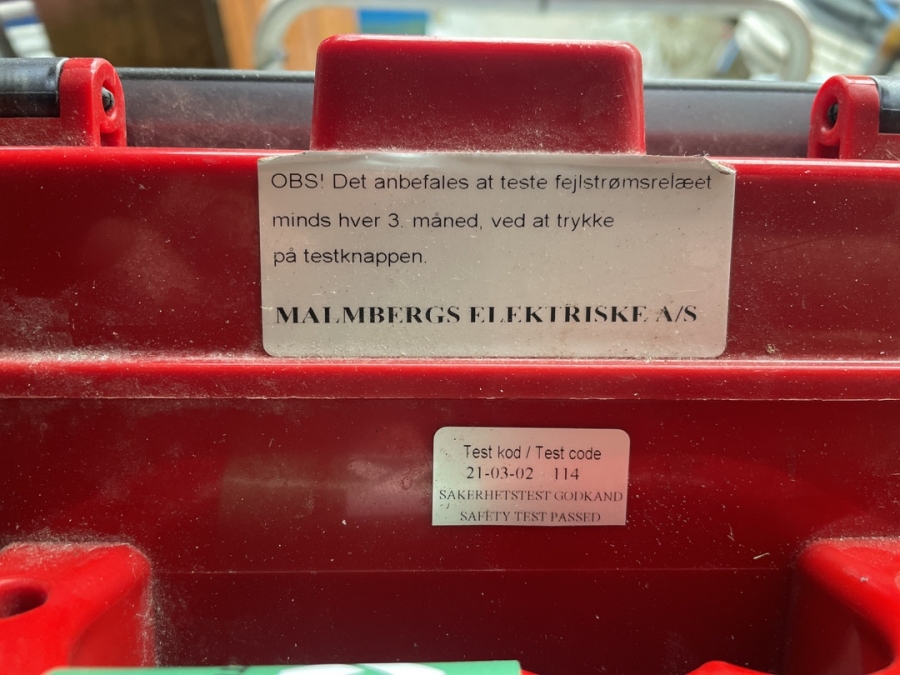 OBS! Det anbefales at teste fejlstrømsrelæet
minds hver 3. måned, ved at trykke
på testknappen.
MALMBERGS ELEKTRISKE A/S
Test kod / Test code
21-03-02 114
SAKERHETSTEST GODKAND
SAFETY TEST PASSED